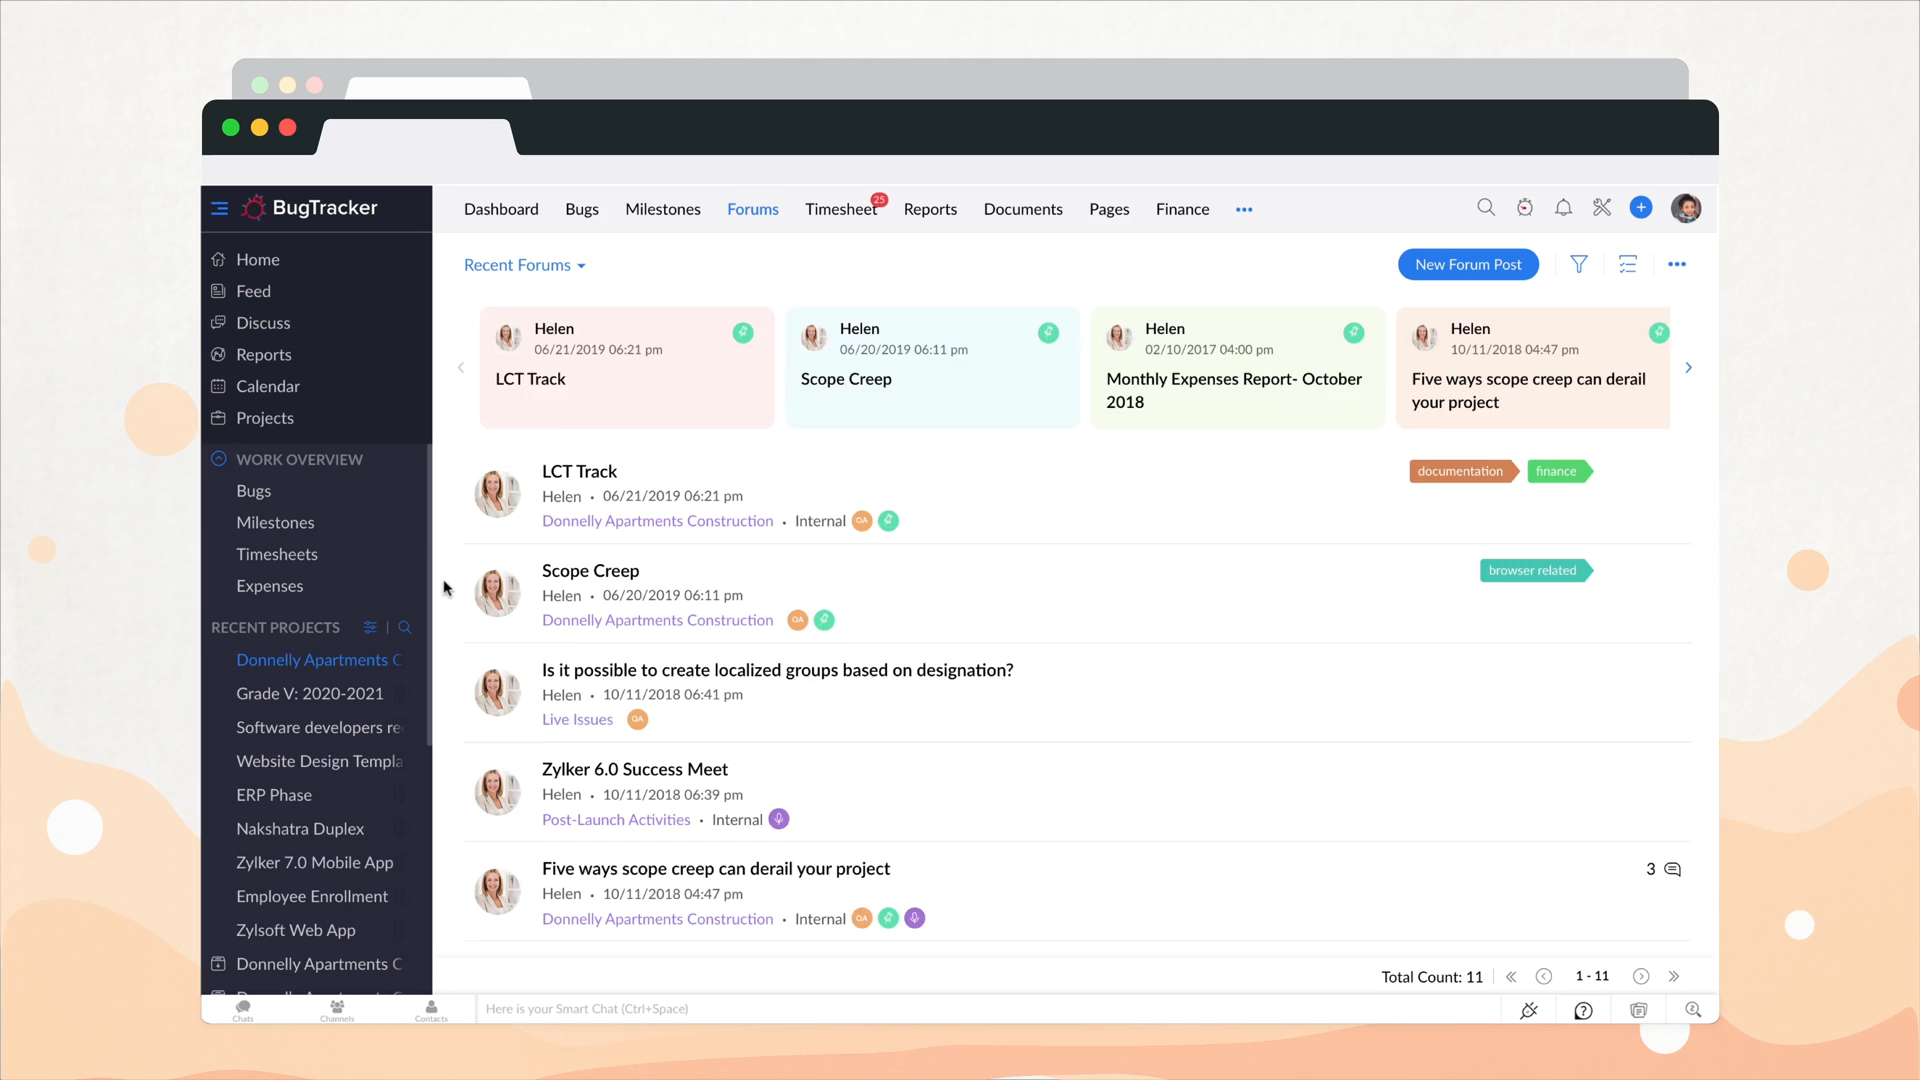 BugTracker
Dashboard Bugs Milestones Forums Timesheet 25 Reports Documents Pages Finance
Home
Feed
Discuss
Reports
Calendar
Projects
WORK OVERVIEW
Bugs
Milestones
Timesheets
Expenses
RECENT PROJECTS
Donnelly Apartments C
Grade V: 2020-2021
Software developers re
Website Design Templa
ERP Phase
Nakshatra Duplex
Zylker 7.0 Mobile App
Employee Enrollment
Zylsoft Web App
Donnelly Apartments C
Recent Forums
New Forum Post
Helen
06/21/2019 06:21 pm
LCT Track
Helen
06/20/2019 06:11 pm
Scope Creep
Helen
02/10/2017 04:00 pm
Monthly Expenses Report- October
2018
Helen
10/11/2018 04:47 pm
Five ways scope creep can derail
your project
LCT Track
documentation finance
Helen • 06/21/2019 06:21 pm
Donnelly Apartments Construction • Internal QA
Scope Creep
browser related
Helen • 06/20/2019 06:11 pm
Donnelly Apartments Construction QA
Is it possible to create localized groups based on designation?
Helen • 10/11/2018 06:41 pm
Live Issues QA
Zylker 6.0 Success Meet
Helen • 10/11/2018 06:39 pm
Post-Launch Activities • Internal
Five ways scope creep can derail your project
3
Helen • 10/11/2018 04:47 pm
Donnelly Apartments Construction • Internal QA
Total Count: 11 1 - 11
Chats Channels Contacts
Here is your Smart Chat (Ctrl+Space)